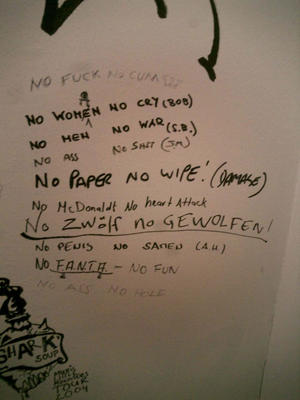 NO FUCK NO CUM
NO WOMEN NO CRY (BOB)
NO MEN NO WAR (S.B.)
NO ASS NO SHIT (J.M)
NO PAPER NO WIPE! (DAMAGE)
NO McDonaldt NO heart Attack
No ZWölf no GEWOLFEN!
NO PENIS NO SAMEN (A.H.)
NO F.A.N.T.A. – NO FUN
NO ASS NO HOLE
SHARK
SOUP
TOUR
2004